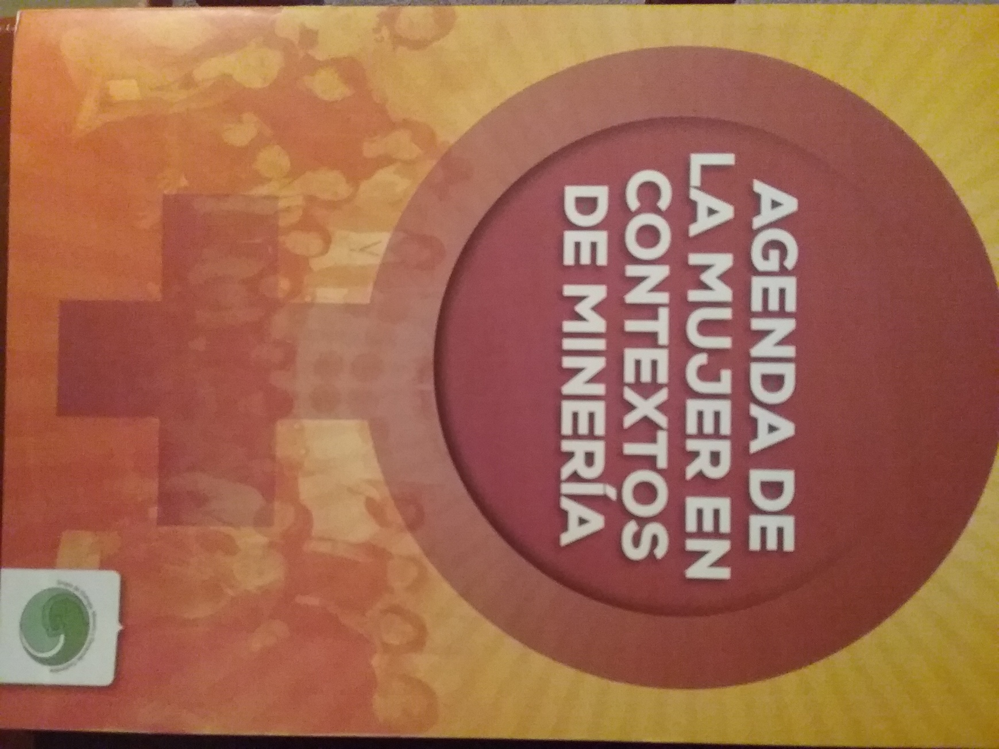 AGENDA DE
LA MUJER EN
CONTEXTOS
DE MINERÍA